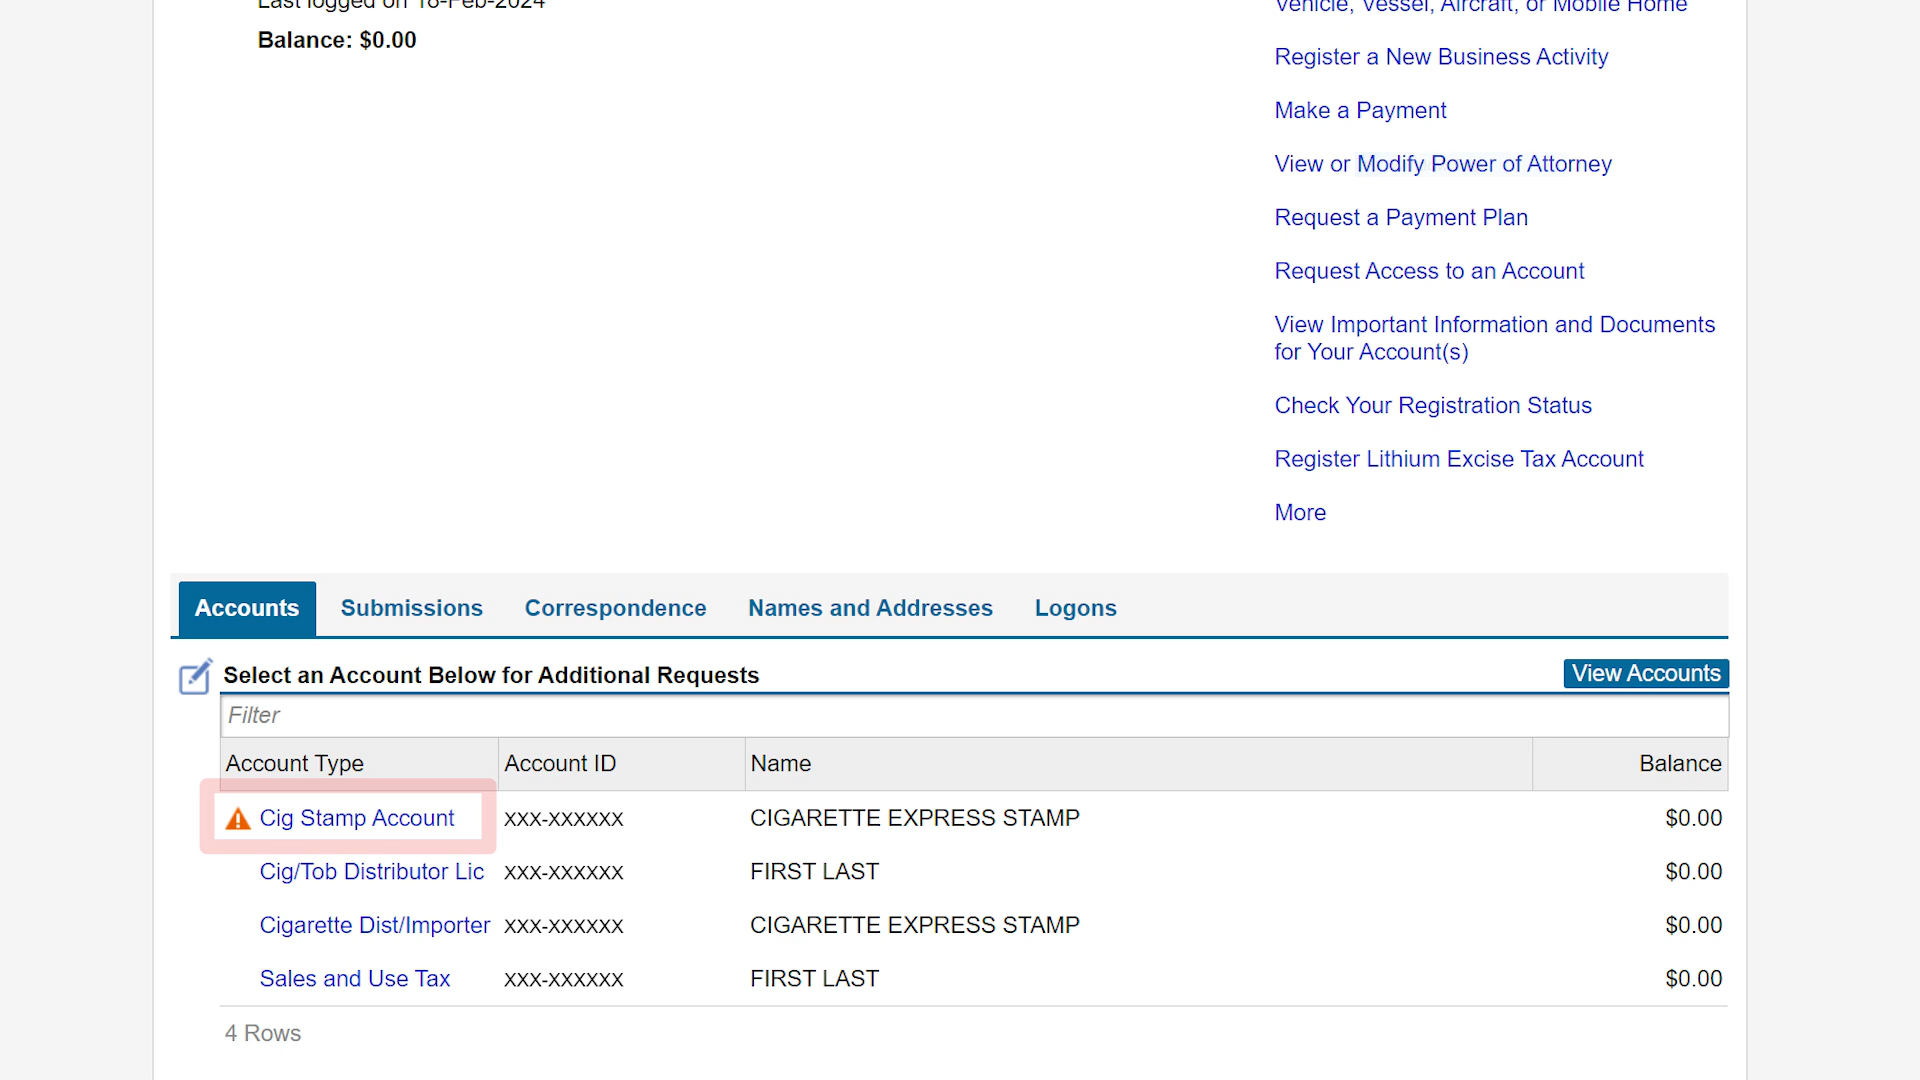 Last logged on 18-Feb-2024
Balance: $0.00
Vehicle, Vessel, Aircraft, or Mobile Home
Register a New Business Activity
Make a Payment
View or Modify Power of Attorney
Request a Payment Plan
Request Access to an Account
View Important Information and Documents
for Your Account(s)
Check Your Registration Status
Register Lithium Excise Tax Account
More
Accounts Submissions Correspondence Names and Addresses Logons
Select an Account Below for Additional Requests View Accounts
Filter
Account Type Account ID Name Balance
Cig Stamp Account XXX-XXXXXX CIGARETTE EXPRESS STAMP $0.00
Cig/Tob Distributor Lic XXX-XXXXXX FIRST LAST $0.00
Cigarette Dist/Importer XXX-XXXXXX CIGARETTE EXPRESS STAMP $0.00
Sales and Use Tax XXX-XXXXXX FIRST LAST $0.00
4 Rows